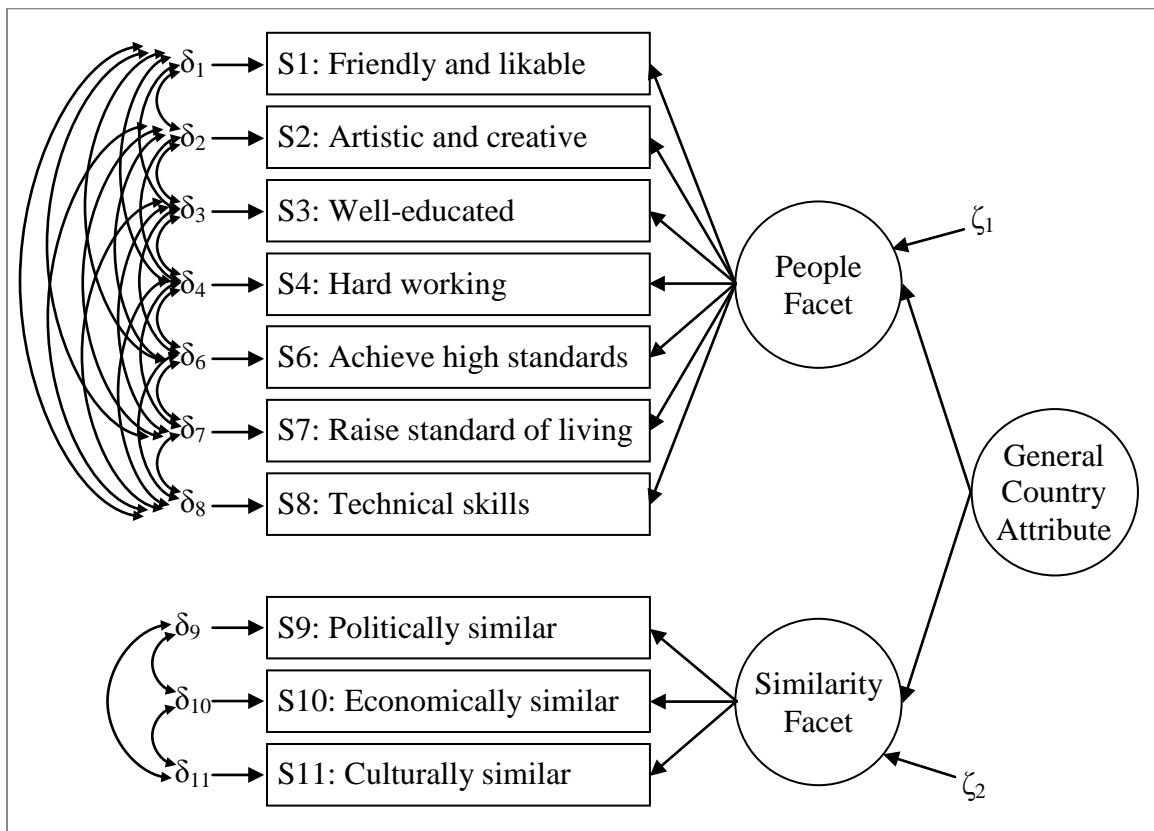 δ1
S1: Friendly and likable
δ2
S2: Artistic and creative
δ3
S3: Well-educated
δ4
S4: Hard working
δ6
S6: Achieve high standards
δ7
S7: Raise standard of living
δ8
S8: Technical skills
People
Facet
ζ1
General
Country
Attribute
δ9
S9: Politically similar
δ10
S10: Economically similar
δ11
S11: Culturally similar
Similarity
Facet
ζ2